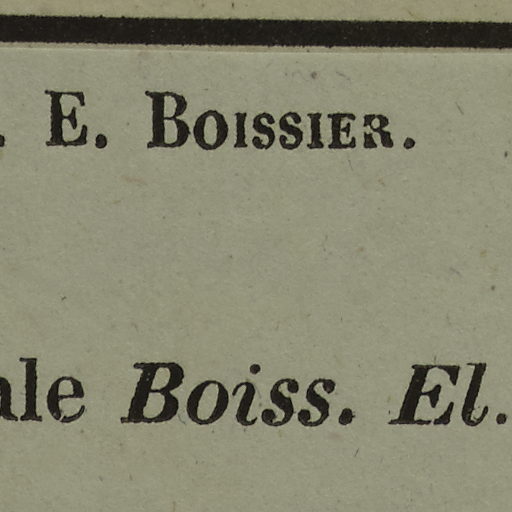 . E. BOISSIER.
ale Boiss. El.